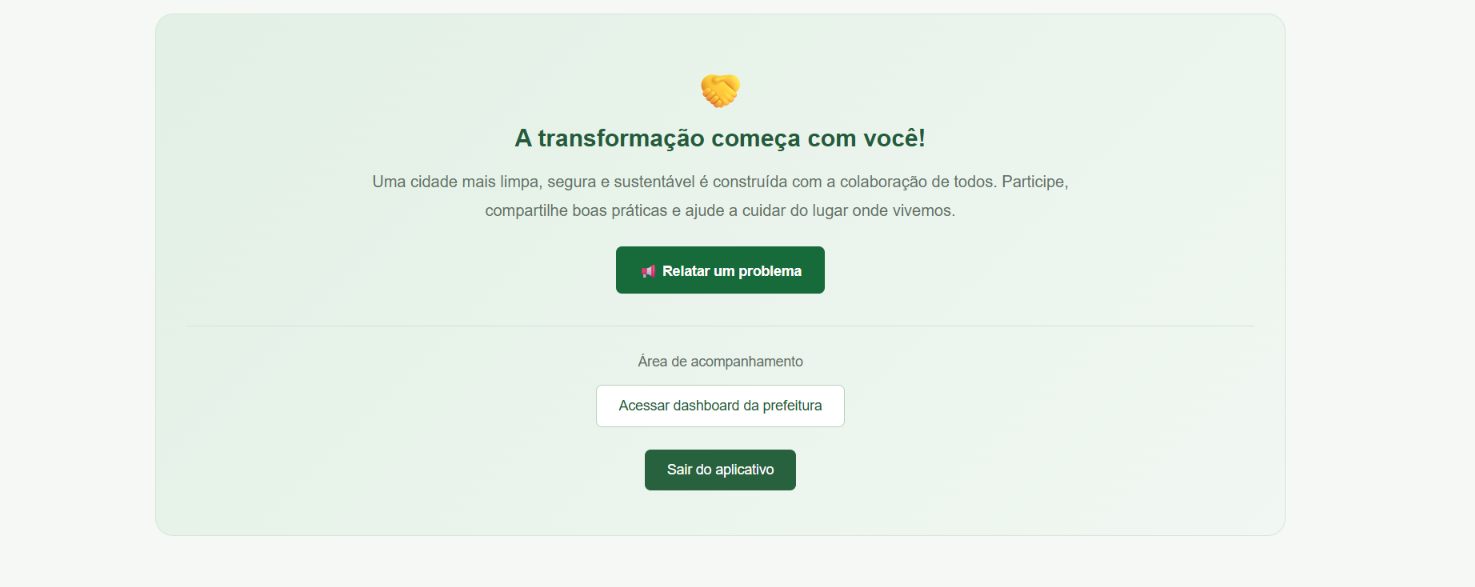 A transformação começa com você!
Uma cidade mais limpa, segura e sustentável é construída com a colaboração de todos. Participe,
compartilhe boas práticas e ajude a cuidar do lugar onde vivemos.
Relatar um problema
Área de acompanhamento
Acessar dashboard da prefeitura
Sair do aplicativo